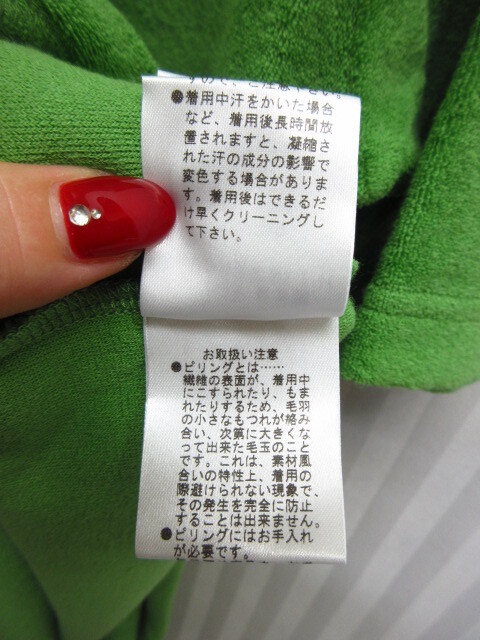 すので、ご注意下さい。
●着用中汗をかいた場合
など、着用後長時間放
置されますと、凝縮さ
れた汗の成分の影響で
変色する場合がありま
す。着用後はできるだ
け早くクリーニングし
て下さい。
お取扱い注意
●ピリングとは……
繊維の表面が、着用中
にこすられたり、もま
れたりするため、毛羽
の小さなもつれが絡み
合い、次第に大きくな
って出来た毛玉のこと
です。これは、素材風
合いの特性上、着用の
際避けられない現象で、
その発生を完全に防止
することは出来ません。
●ピリングにはお手入れ
が必要です。